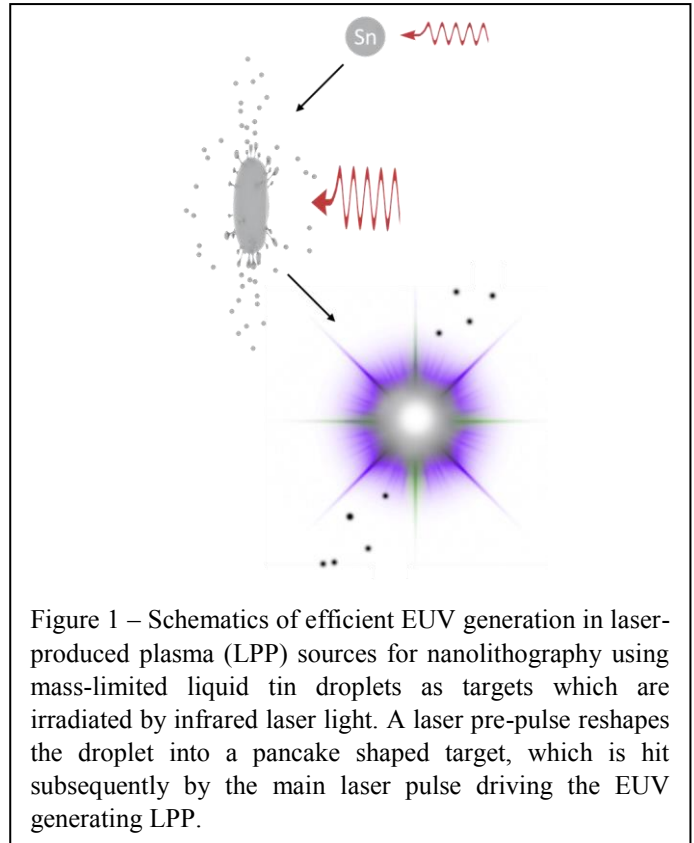 Sn
Figure 1 – Schematics of efficient EUV generation in laser-
produced plasma (LPP) sources for nanolithography using
mass-limited liquid tin droplets as targets which are
irradiated by infrared laser light. A laser pre-pulse reshapes
the droplet into a pancake shaped target, which is hit
subsequently by the main laser pulse driving the EUV
generating LPP.